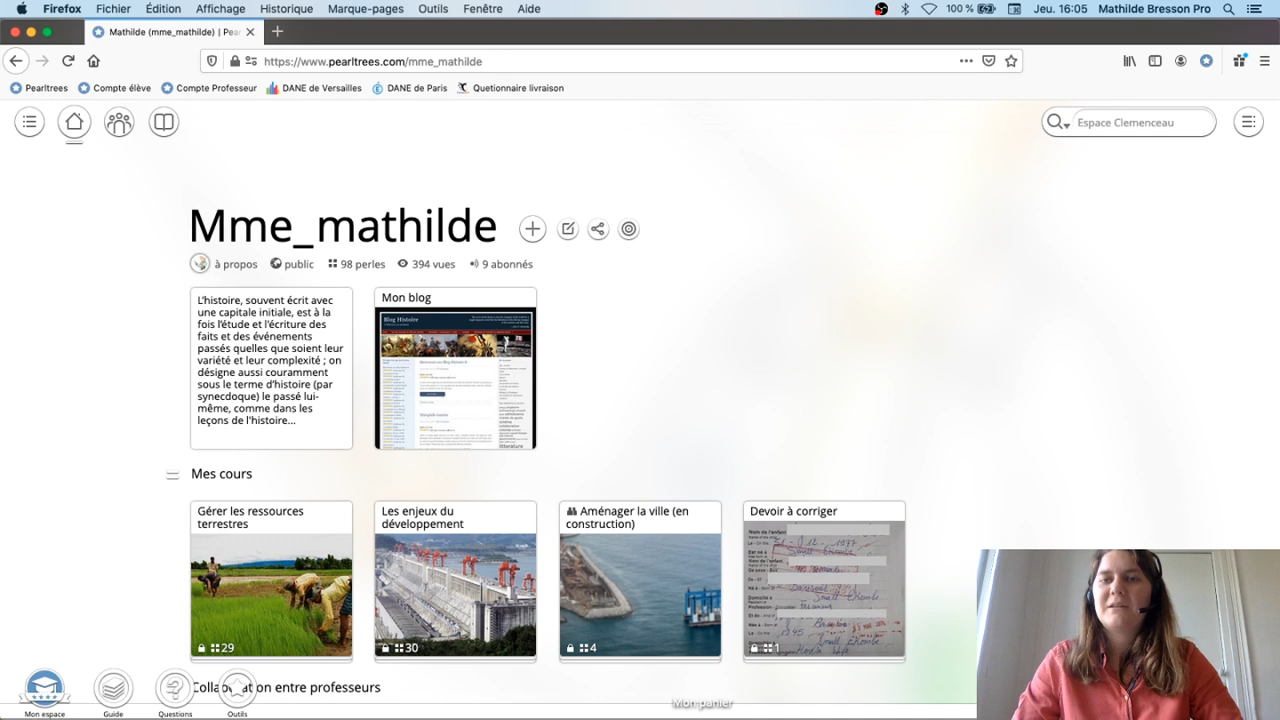 Firefox Fichier Édition Affichage Historique Marque-pages Outils Fenêtre Aide 100 % Jeu. 16:05 Mathilde Bresson Pro
Mathilde (mme_mathilde) | Pear
https://www.pearltrees.com/mme_mathilde
Pearltrees Compte élève Compte Professeur DANE de Versailles DANE de Paris Quetionnaire livraison
Espace Clemenceau
Mme_mathilde
à propos public 98 perles 394 vues 9 abonnés
L'histoire, souvent écrit avec
une capitale initiale, est à la
fois l'étude et l'écriture des
faits et des événements
passés quelles que soient leur
variété et leur complexité ; on
désigne aussi couramment
sous le terme d'histoire (par
synecdoque) le passé lui-
même, comme dans les
leçons de l'histoire...
Mon blog
Blog Histoire
Mes cours
Gérer les ressources
terrestres
29
Les enjeux du
développement
30
Aménager la ville (en
construction)
4
Devoir à corriger
1
Collaboration entre professeurs
Mon panier
Mon espace Guide Questions Outils